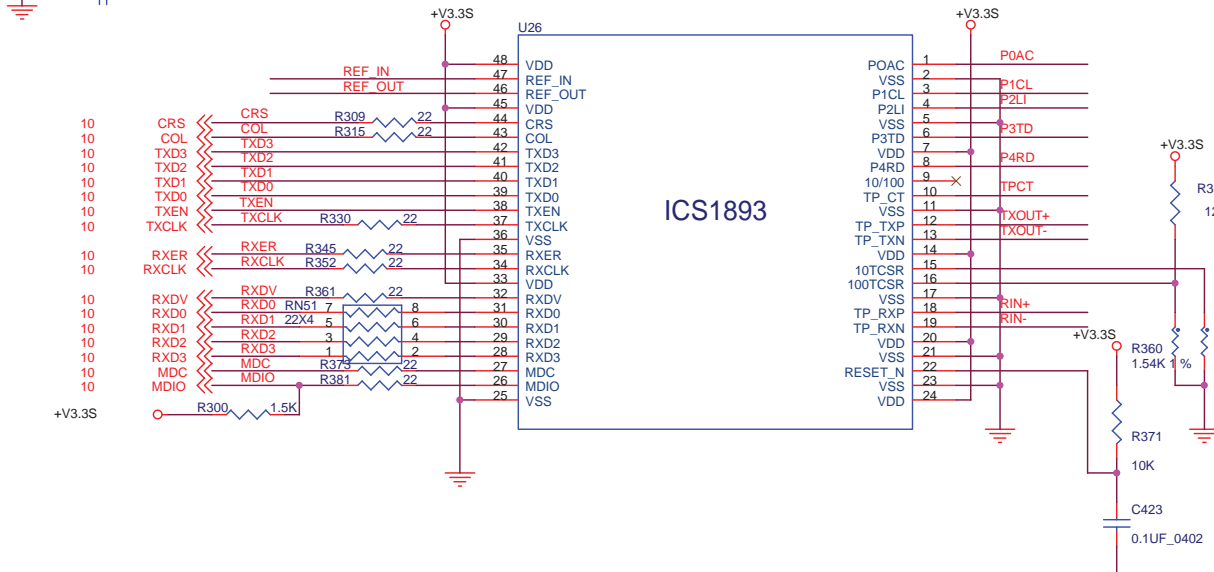 +V3.3S
+V3.3S
U26
48 VDD POAC 1 P0AC
REF_IN 47 REF_IN VSS 2
REF_OUT 46 REF_OUT P1CL 3 P1CL
45 VDD P2LI 4 P2LI
10 CRS CRS R309 22 44 CRS VSS 5
10 COL COL R315 22 43 COL P3TD 6 P3TD
10 TXD3 TXD3 42 TXD3 VDD 7
10 TXD2 TXD2 41 TXD2 P4RD 8 P4RD
10 TXD1 TXD1 40 TXD1 10/100 9
10 TXD0 TXD0 39 TXD0 TP_CT 10 TPCT
10 TXEN TXEN 38 TXEN VSS 11
10 TXCLK TXCLK R330 22 37 TXCLK TP_TXP 12 TXOUT+
36 VSS TP_TXN 13 TXOUT-
10 RXER RXER R345 22 35 RXER VDD 14
10 RXCLK RXCLK R352 22 34 RXCLK 10TCSR 15
33 VDD 100TCSR 16
10 RXDV RXDV R361 22 32 RXDV VSS 17
10 RXD0 RXD0 RN51 7 8 31 RXD0 TP_RXP 18 RIN+
10 RXD1 RXD1 22X4 5 6 30 RXD1 TP_RXN 19 RIN-
10 RXD2 RXD2 3 4 29 RXD2 VDD 20
10 RXD3 RXD3 1 2 28 RXD3 VSS 21
10 MDC MDC R373 22 27 MDC RESET_N 22
10 MDIO MDIO R381 22 26 MDIO VSS 23
25 VSS VDD 24
ICS1893
+V3.3S
R300 1.5K
+V3.3S
+V3.3S
R360
1.54K 1 %
R371
10K
C423
0.1UF_0402